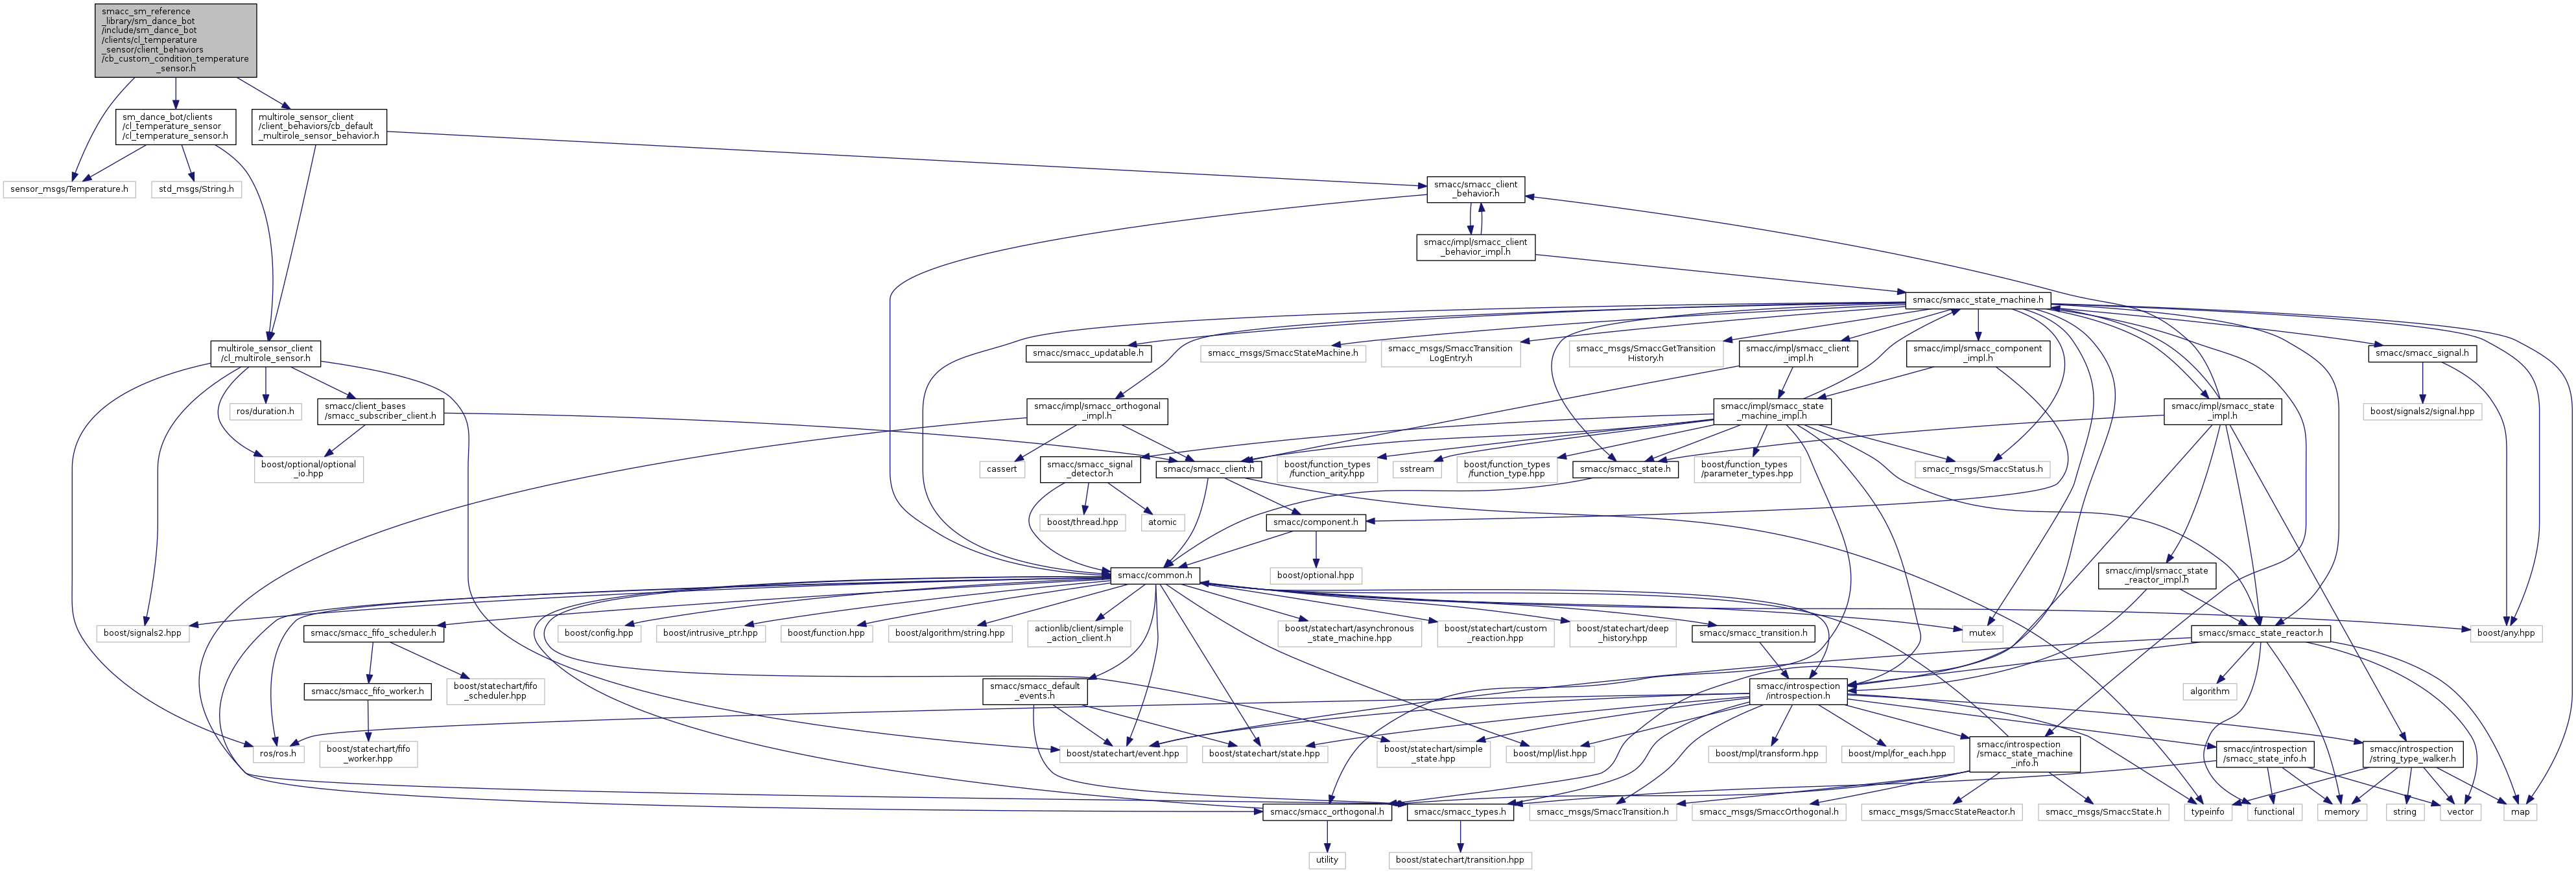 smacc_sm_reference
_library/sm_dance_bot
/include/sm_dance_bot
/clients/cl_temperature
_sensor/client_behaviors
/cb_custom_condition_temperature
_sensor.h
sm_dance_bot/clients
/cl_temperature_sensor
/cl_temperature_sensor.h
multirole_sensor_client
/client_behaviors/cb_default
_multirole_sensor_behavior.h
sensor_msgs/Temperature.h
std_msgs/String.h
smacc/smacc_client
_behavior.h
smacc/impl/smacc_client
_behavior_impl.h
smacc/smacc_state_machine.h
multirole_sensor_client
/cl_multirole_sensor.h
smacc/smacc_updatable.h
smacc_msgs/SmaccStateMachine.h
smacc_msgs/SmaccTransition
LogEntry.h
smacc_msgs/SmaccGetTransition
History.h
smacc/impl/smacc_client
_impl.h
smacc/impl/smacc_component
_impl.h
smacc/smacc_signal.h
ros/duration.h
smacc/client_bases
/smacc_subscriber_client.h
smacc/impl/smacc_orthogonal
_impl.h
smacc/impl/smacc_state
_machine_impl.h
smacc/impl/smacc_state
_impl.h
boost/signals2/signal.hpp
boost/optional/optional
_io.hpp
cassert
smacc/smacc_signal
_detector.h
smacc/smacc_client.h
boost/function_types
/function_arity.hpp
sstream
boost/function_types
/function_type.hpp
smacc/smacc_state.h
boost/function_types
/parameter_types.hpp
smacc_msgs/SmaccStatus.h
boost/thread.hpp
atomic
smacc/component.h
smacc/common.h
boost/optional.hpp
smacc/impl/smacc_state
_reactor_impl.h
boost/signals2.hpp
smacc/smacc_fifo_scheduler.h
boost/config.hpp
boost/intrusive_ptr.hpp
boost/function.hpp
boost/algorithm/string.hpp
actionlib/client/simple
_action_client.h
boost/statechart/asynchronous
_state_machine.hpp
boost/statechart/custom
_reaction.hpp
boost/statechart/deep
_history.hpp
smacc/smacc_transition.h
mutex
smacc/smacc_state_reactor.h
boost/any.hpp
smacc/smacc_fifo_worker.h
boost/statechart/fifo
_scheduler.hpp
smacc/smacc_default
_events.h
smacc/introspection
/introspection.h
algorithm
ros/ros.h
boost/statechart/fifo
_worker.hpp
boost/statechart/event.hpp
boost/statechart/state.hpp
boost/statechart/simple
_state.hpp
boost/mpl/list.hpp
boost/mpl/transform.hpp
boost/mpl/for_each.hpp
smacc/introspection
/smacc_state_machine
_info.h
smacc/introspection
/smacc_state_info.h
smacc/introspection
/string_type_walker.h
smacc/smacc_orthogonal.h
smacc/smacc_types.h
smacc_msgs/SmaccTransition.h
smacc_msgs/SmaccOrthogonal.h
smacc_msgs/SmaccStateReactor.h
smacc_msgs/SmaccState.h
typeinfo
functional
memory
string
vector
map
utility
boost/statechart/transition.hpp